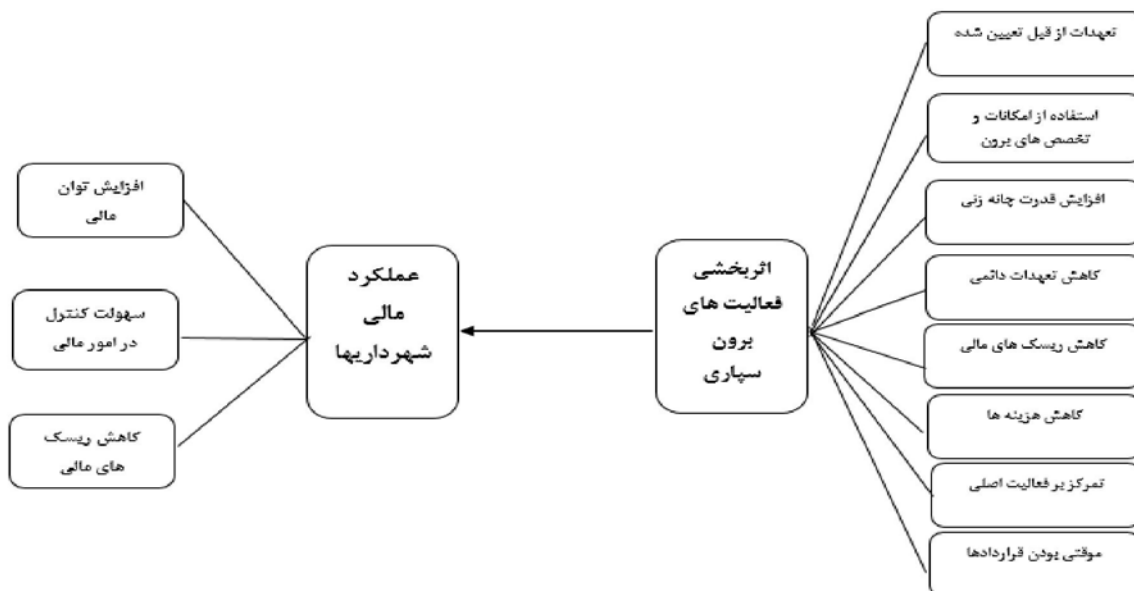 تعهدات از قبل تعیین شده
استفاده از امکانات و
تخصص های برون
افزایش قدرت چانه زنی
کاهش تعهدات دائمی
کاهش ریسک های مالی
کاهش هزینه ها
تمرکز بر فعالیت اصلی
موقتی بودن قراردادها
اثربخشی
فعالیت های
برون
سپاری
عملکرد
مالی
شهرداریها
افزایش توان
مالی
سهولت کنترل
در امور مالی
کاهش ریسک
های مالی